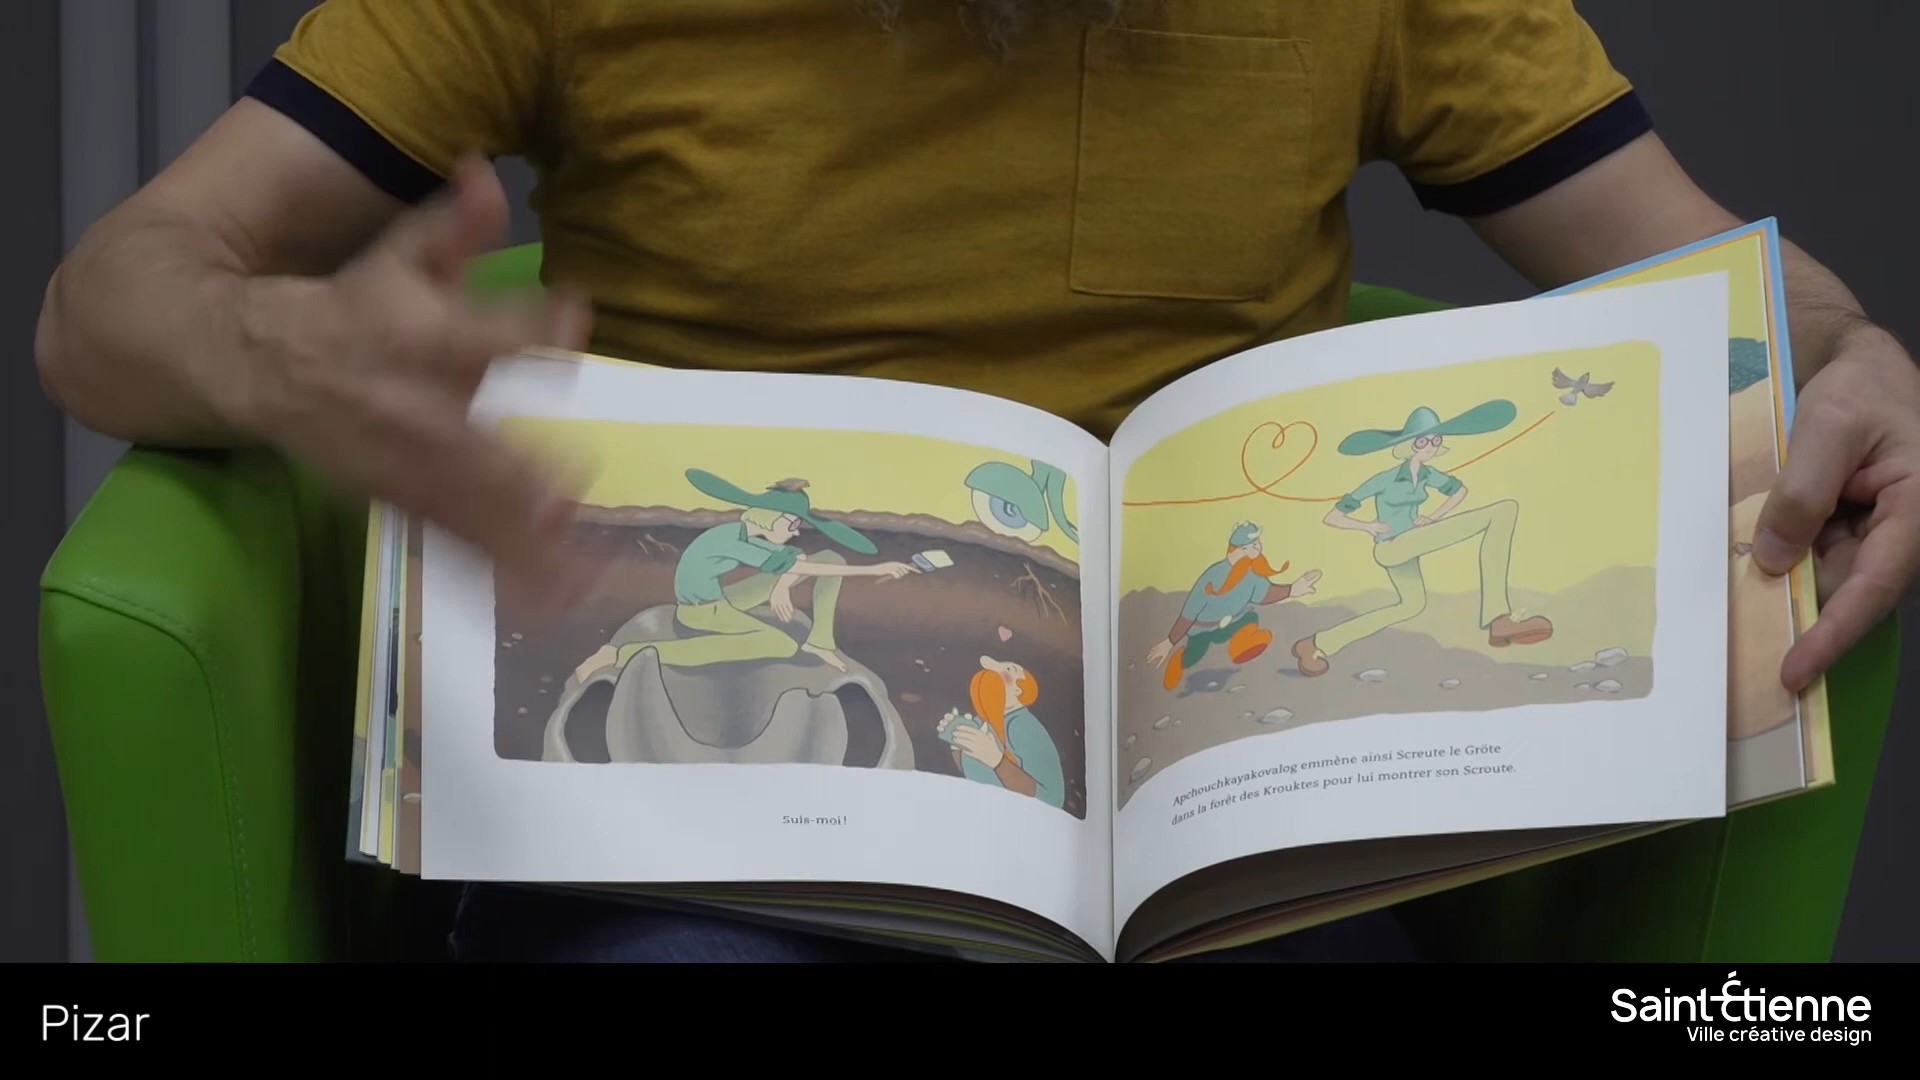 Suis-moi!
Apchouchkayakovalog emmène ainsi Screute le Gröte
dans la forêt des Krouktes pour lui montrer son Scroute.
Pizar
Saint-Étienne
Ville créative design